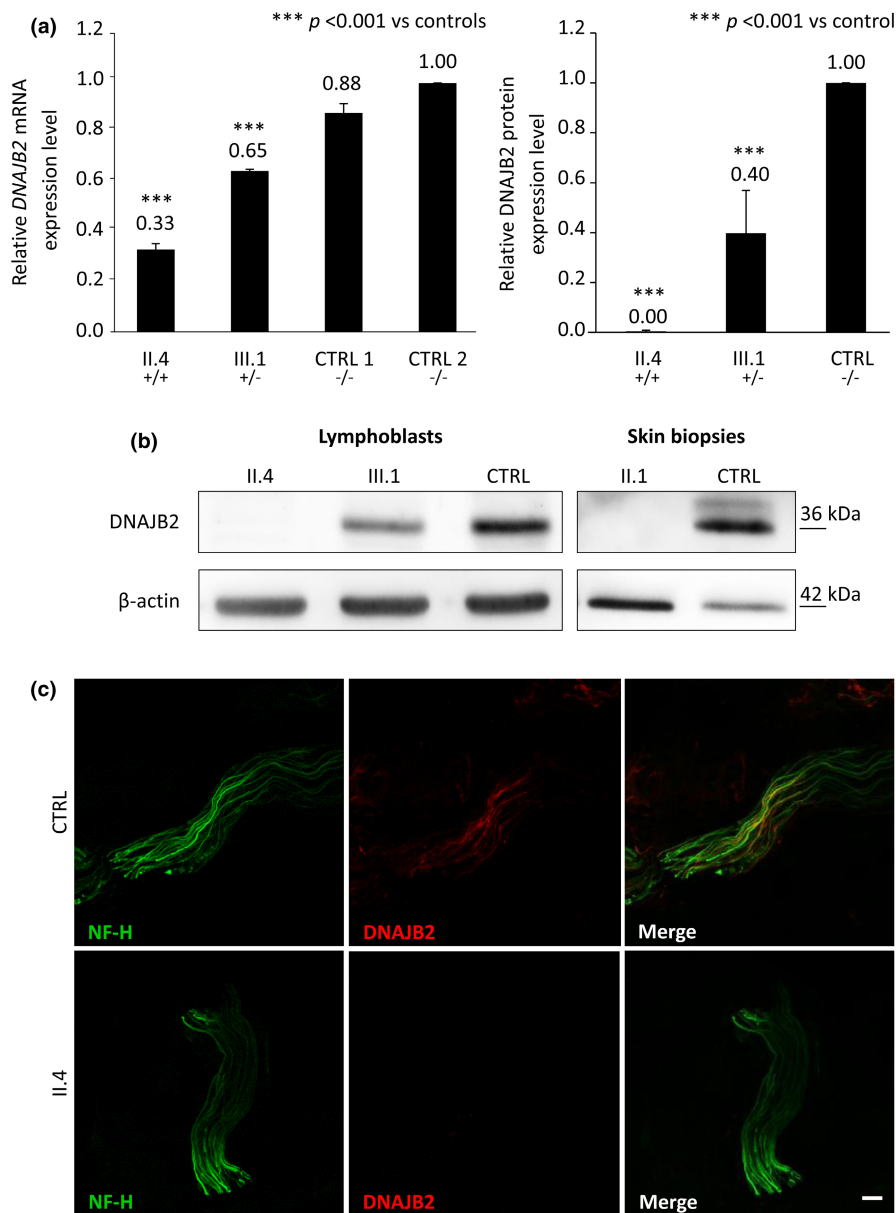 (a)
*** p <0.001 vs controls
Relative DNAJB2 mRNA
expression level
1.2
1.0
0.8
0.6
0.4
0.2
0.0
***
0.33
***
0.65
0.88
1.00
II.4
+/+
III.1
+/-
CTRL 1
-/-
CTRL 2
-/-
*** p <0.001 vs control
Relative DNAJB2 protein
expression level
1.2
1.0
0.8
0.6
0.4
0.2
0.0
***
0.00
***
0.40
1.00
II.4
+/+
III.1
+/-
CTRL
-/-
(b)
Lymphoblasts
Skin biopsies
II.4 III.1 CTRL
II.1 CTRL
DNAJB2
36 kDa
β-actin
42 kDa
(c)
CTRL
NF-H
DNAJB2
Merge
II.4
NF-H
DNAJB2
Merge